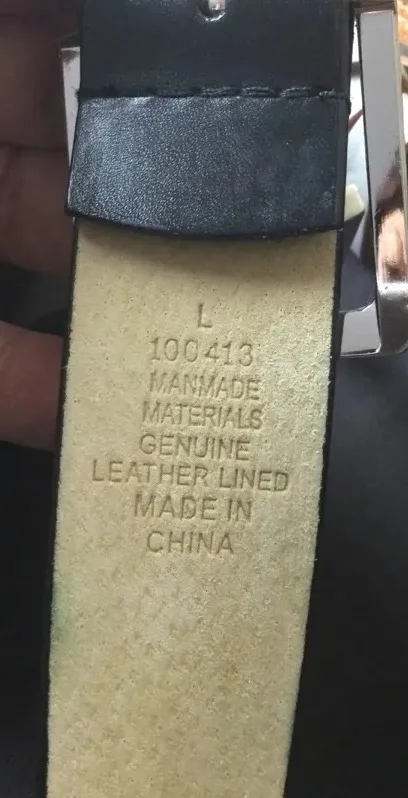 L
100413
MANMADE
MATERIALS
GENUINE
LEATHER LINED
MADE IN
CHINA